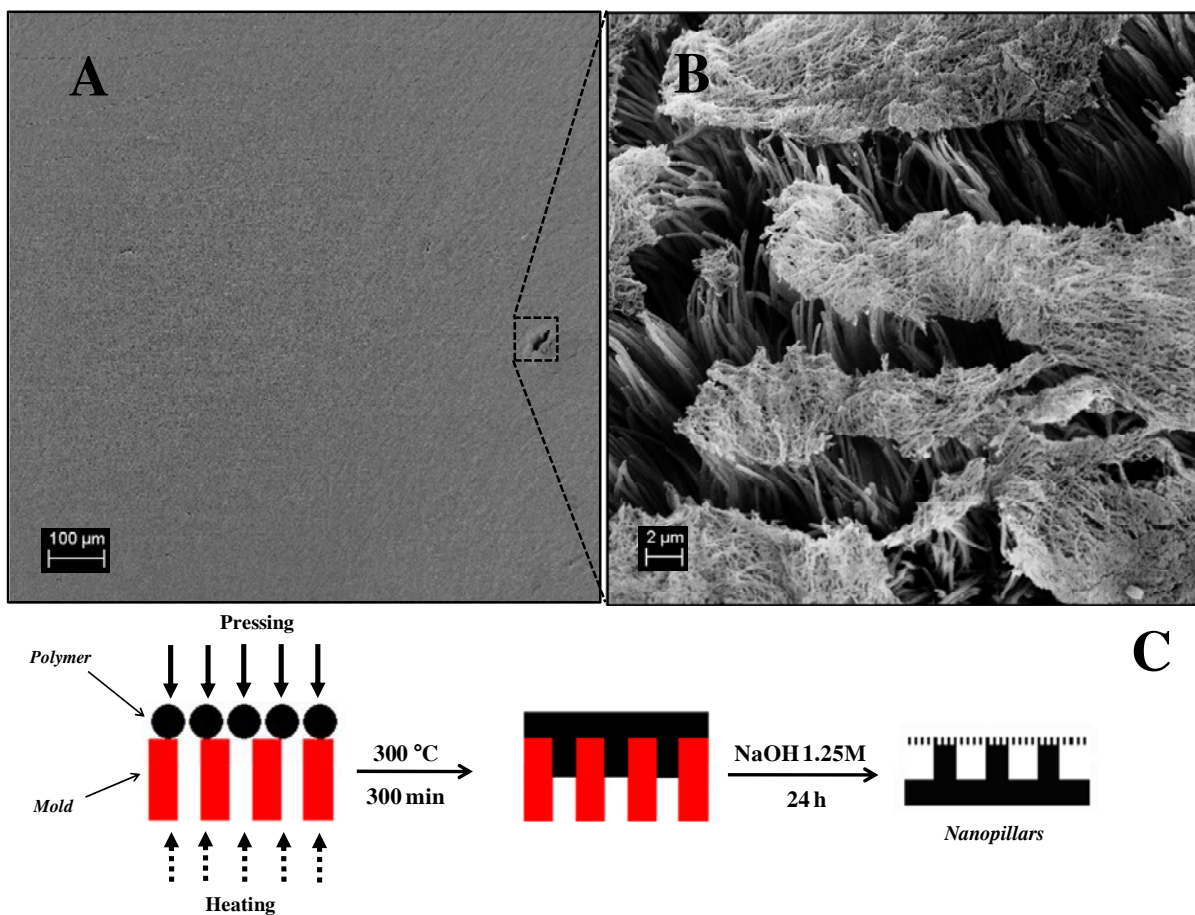 A
B
100 µm
2 µm
Pressing
C
Polymer
300 °C
NaOH 1.25M
Mold
300 min
24 h
Nanopillars
Heating